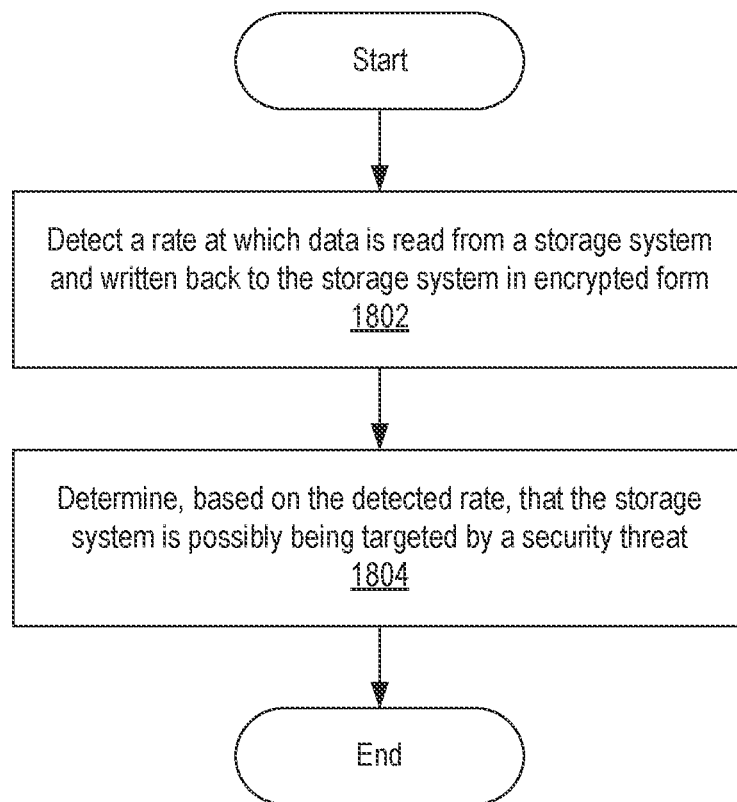 Start
Detect a rate at which data is read from a storage system
and written back to the storage system in encrypted form
1802
Determine, based on the detected rate, that the storage
system is possibly being targeted by a security threat
1804
End